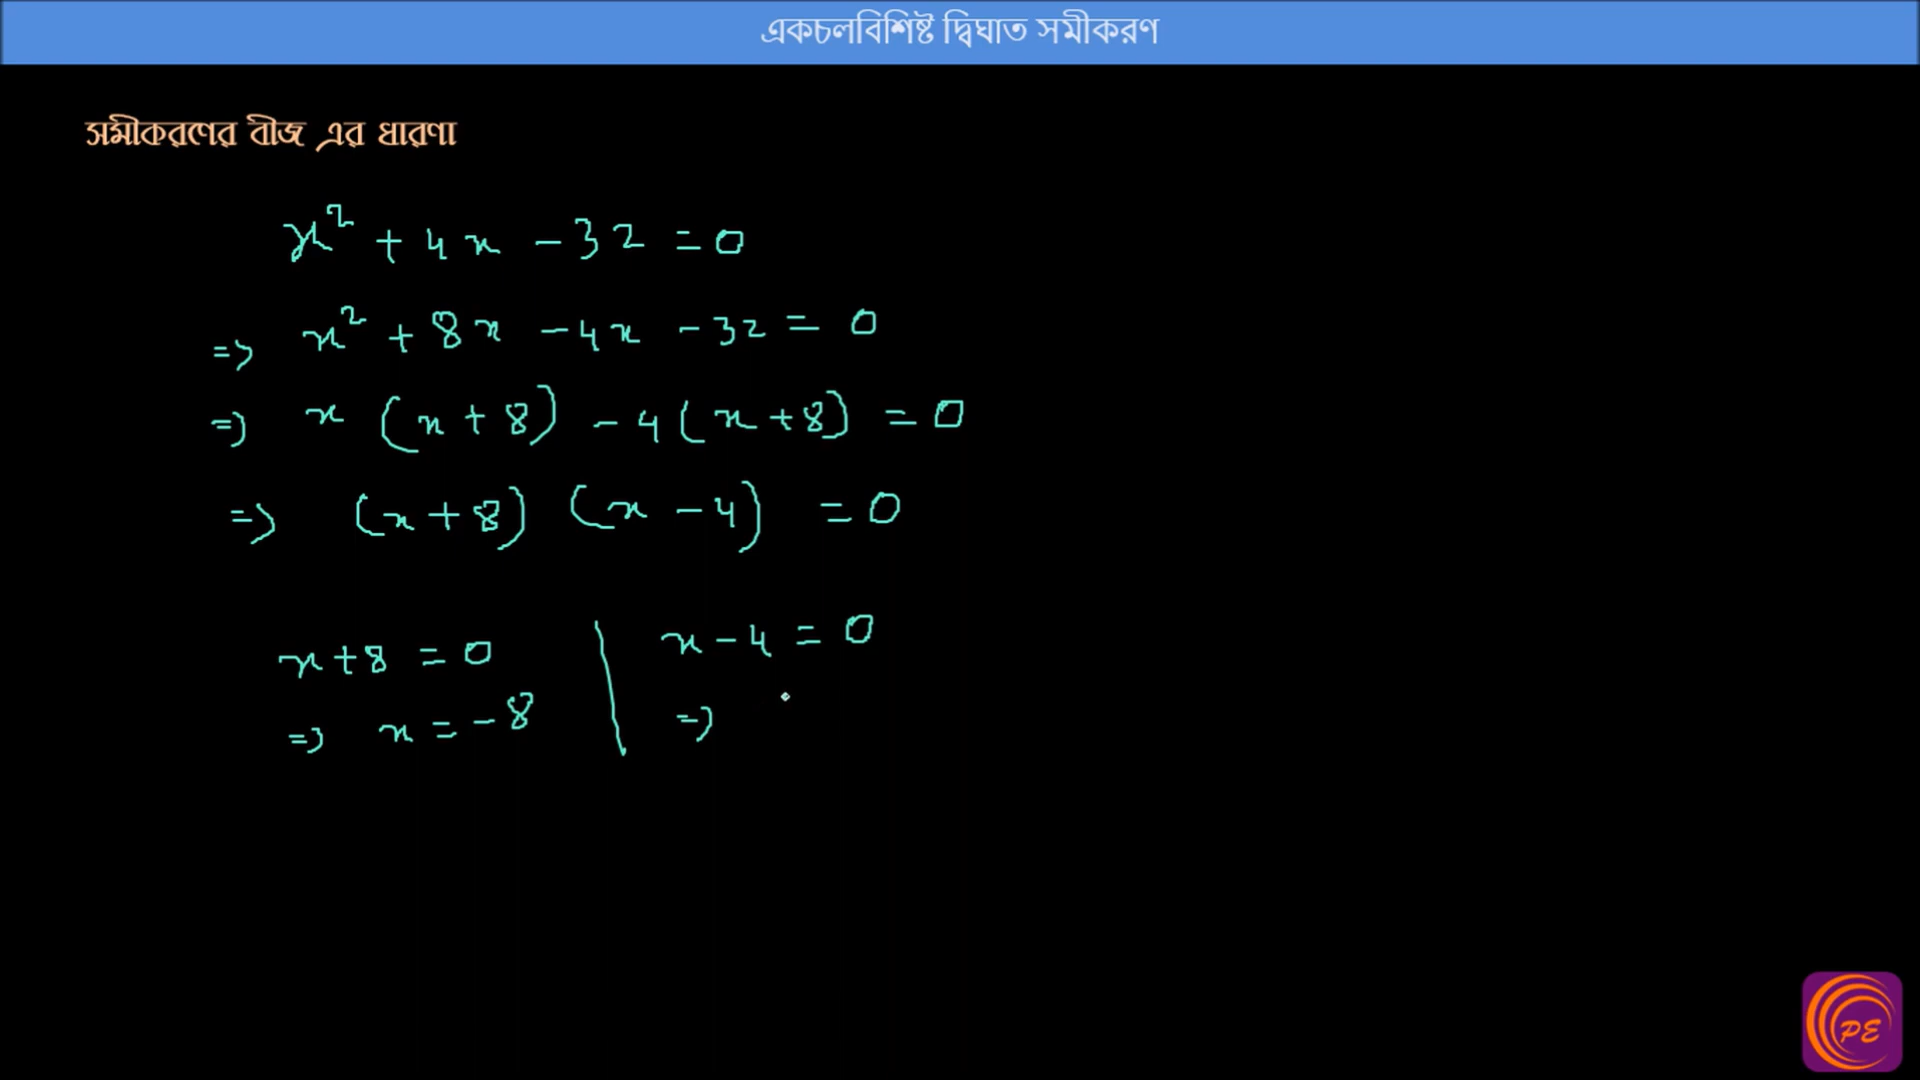 একচলবিশিষ্ট দ্বিঘাত সমীকরণ
সমীকরণের বীজ এর ধারণা
x² + 4x - 32 = 0
=> x² + 8x - 4x - 32 = 0
=> x (x + 8) - 4 (x + 8) = 0
=> (x + 8) (x - 4) = 0
x + 8 = 0 | x - 4 = 0
=> x = - 8 | =>
PE